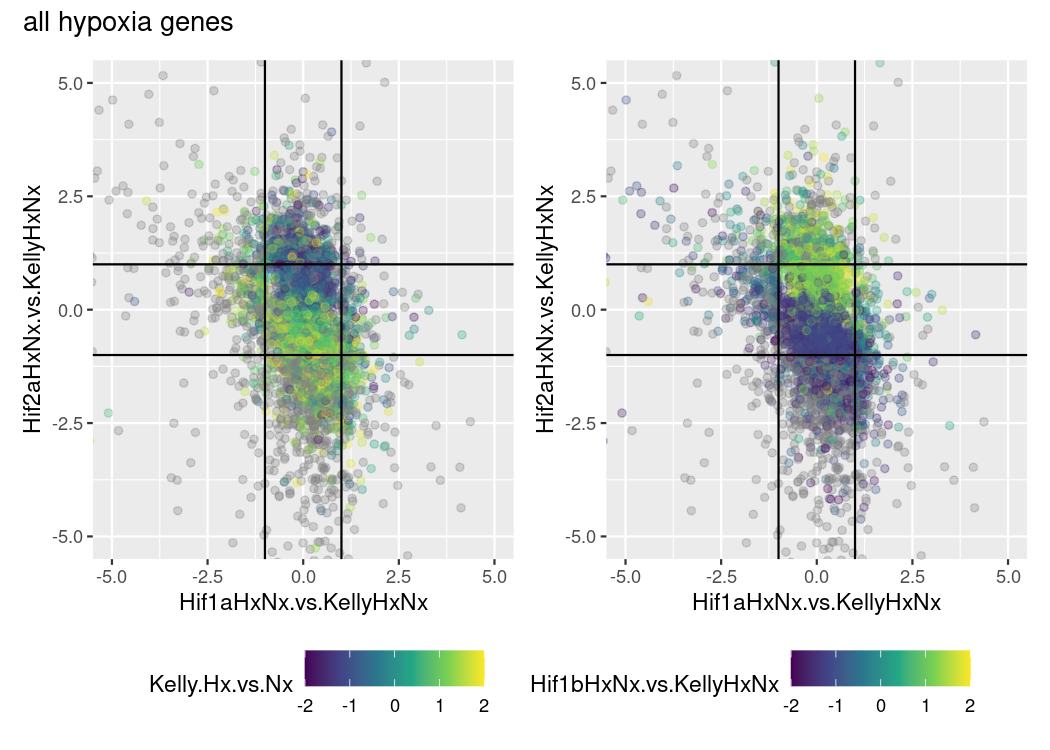 all hypoxia genes
5.0
2.5
0.0
-2.5
-5.0
Hif2aHxNx.vs.KellyHxNx
-5.0 -2.5 0.0 2.5 5.0
Hif1aHxNx.vs.KellyHxNx
Kelly.Hx.vs.Nx
-2 -1 0 1 2
5.0
2.5
0.0
-2.5
-5.0
Hif2aHxNx.vs.KellyHxNx
-5.0 -2.5 0.0 2.5 5.0
Hif1aHxNx.vs.KellyHxNx
Hif1bHxNx.vs.KellyHxNx
-2 -1 0 1 2